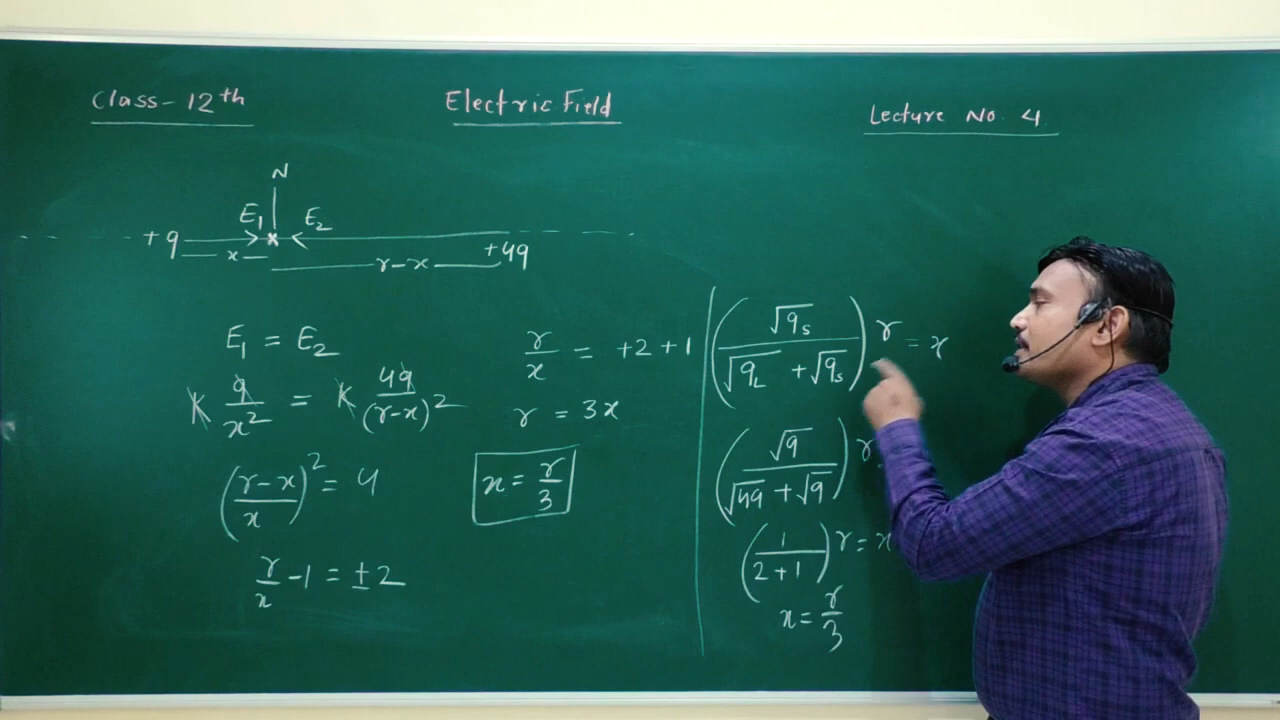 Class-12th
Electric Field
Lecture No. 4
N
E₁ E₂
+q x r-x +4q
E₁ = E₂
K q/x² = K 4q/(r-x)²
((r-x)/x)² = 4
r/x -1 = ±2
r/x = +2+1
r = 3x
x = r/3
(√qs/(√qL + √qs)) r = x
(√q/(√4q + √q)) r
(1/(2+1)) r = x
x = r/3